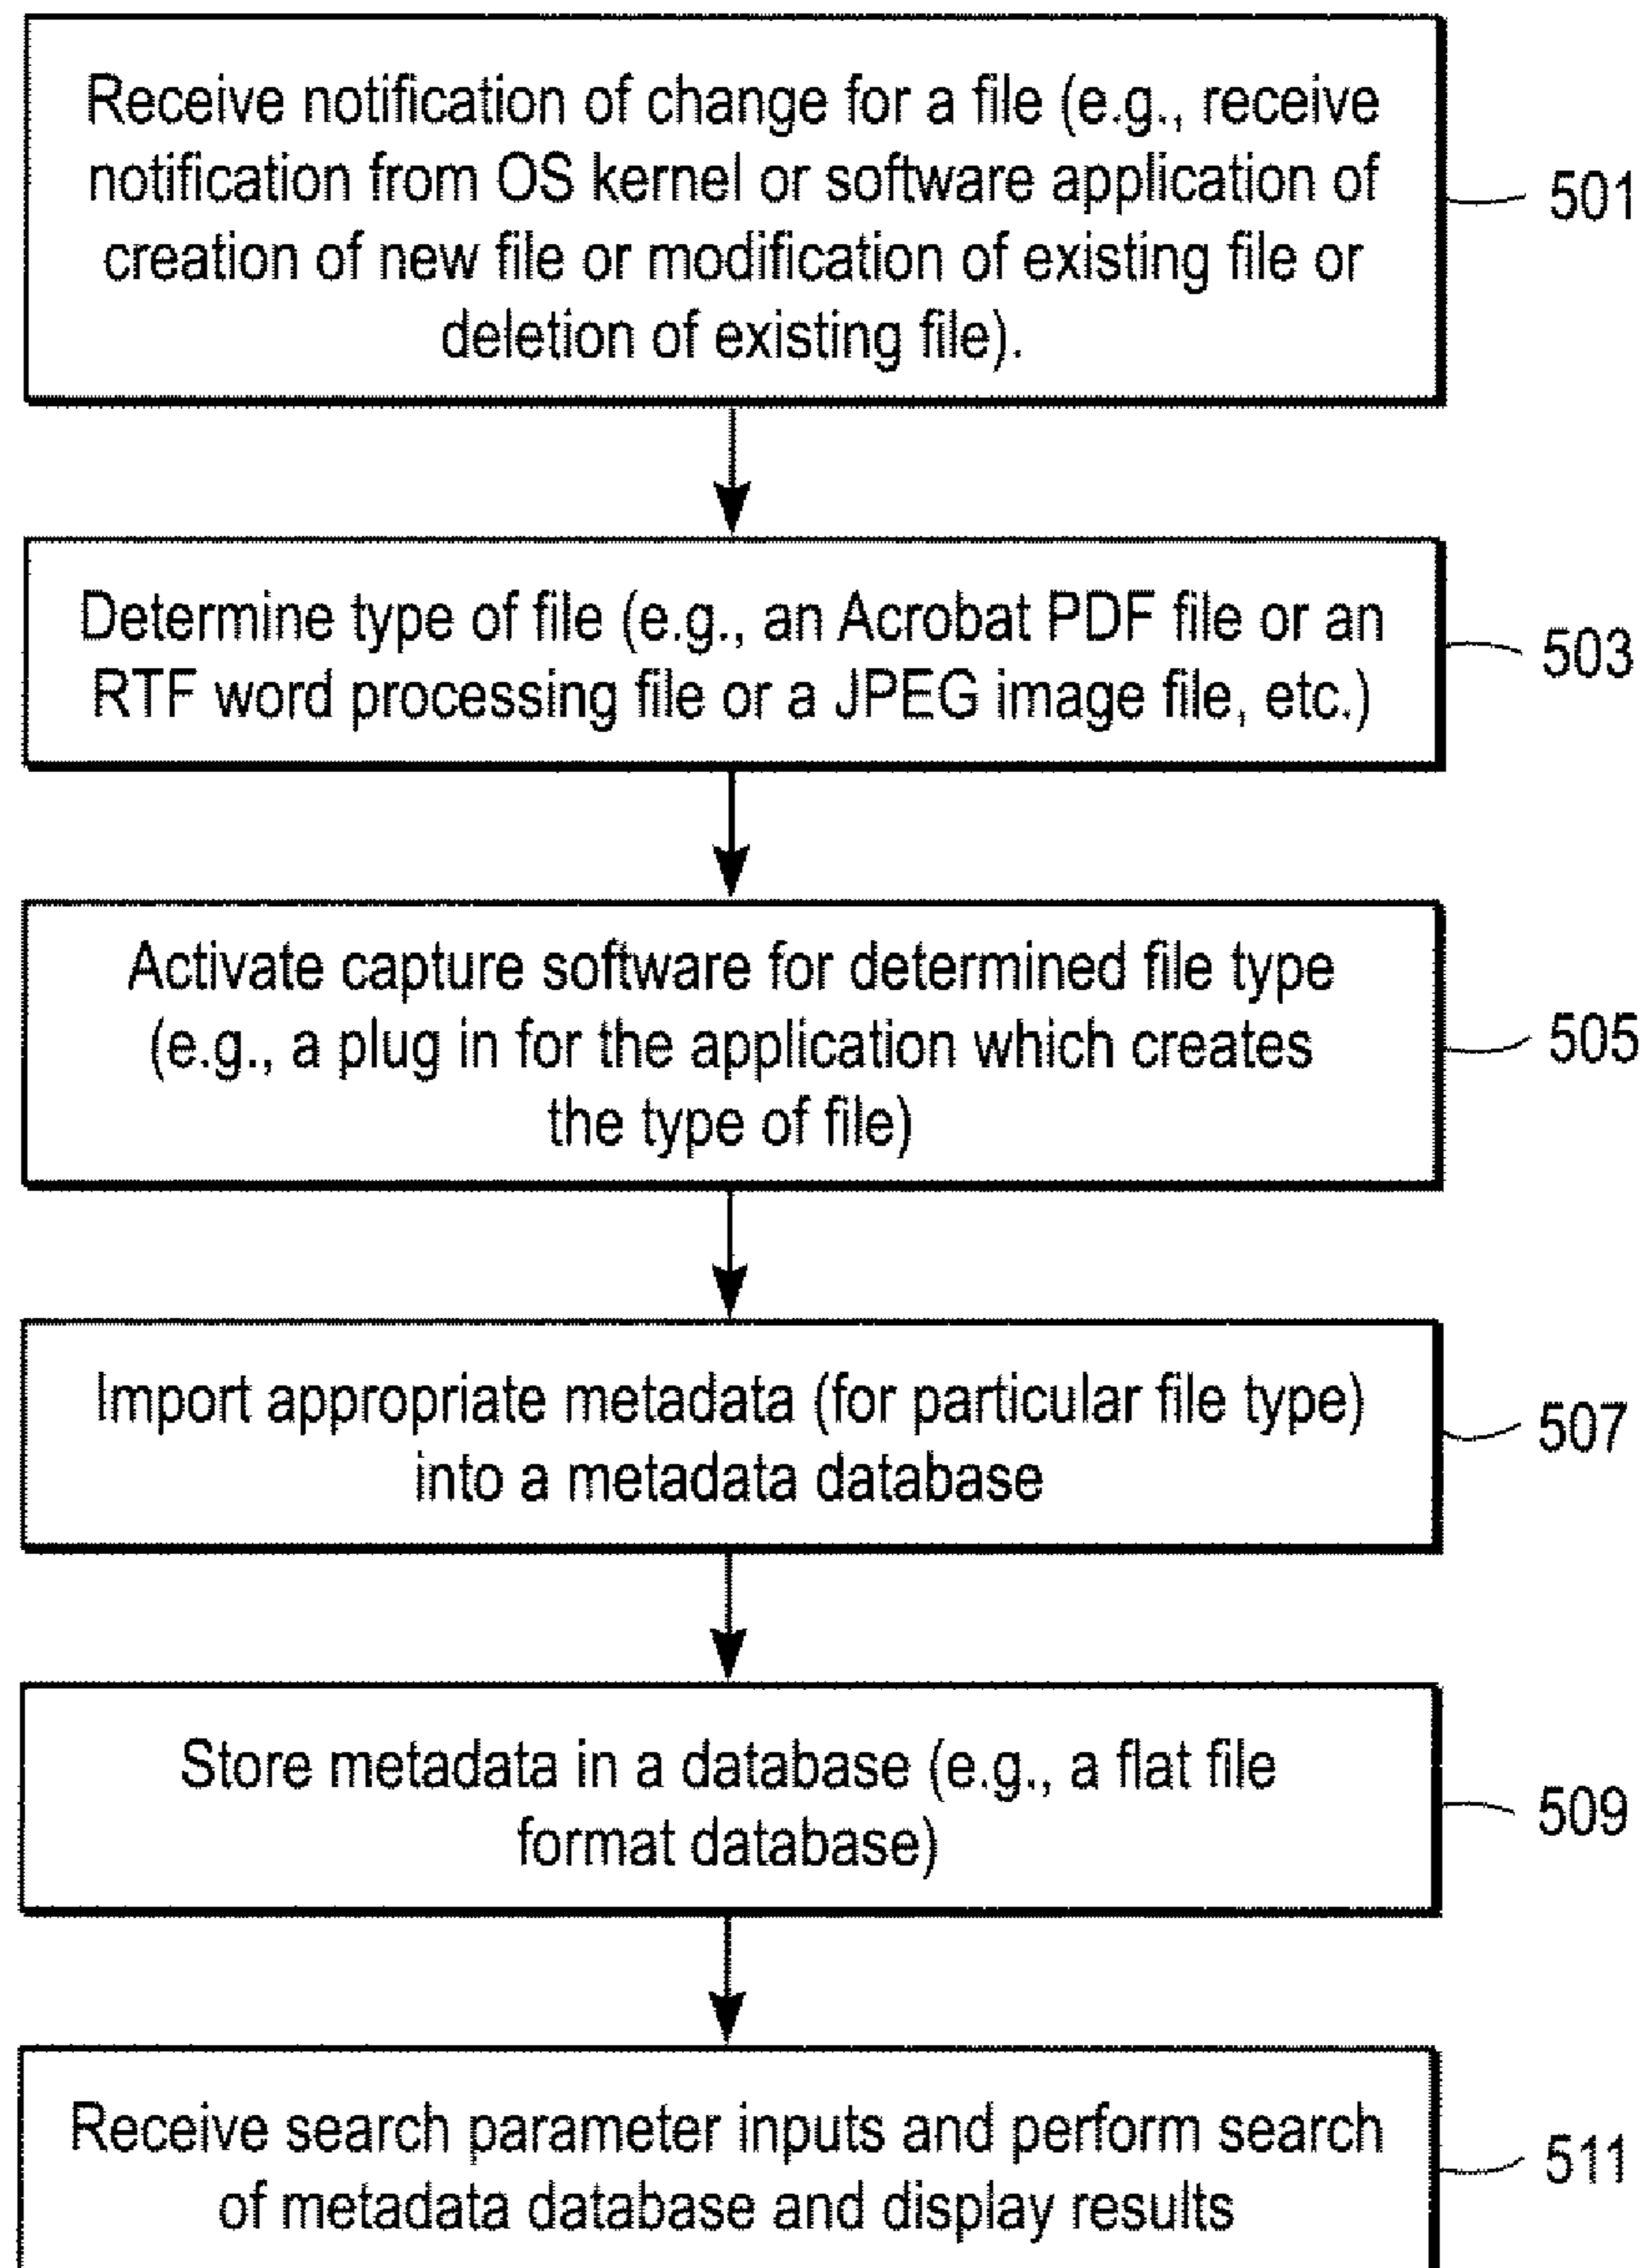 Receive notification of change for a file (e.g., receive
notification from OS kernel or software application of
creation of new file or modification of existing file or
deletion of existing file).
501
Determine type of file (e.g., an Acrobat PDF file or an
RTF word processing file or a JPEG image file, etc.)
503
Activate capture software for determined file type
(e.g., a plug in for the application which creates
the type of file)
505
Import appropriate metadata (for particular file type)
into a metadata database
507
Store metadata in a database (e.g., a flat file
format database)
509
Receive search parameter inputs and perform search
of metadata database and display results
511